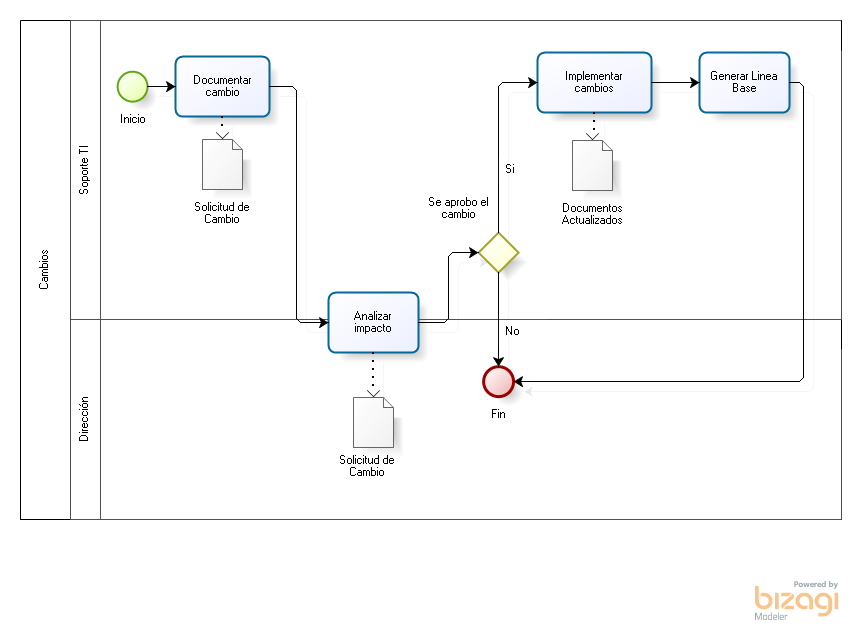 Cambios
Soporte TI
Dirección
Inicio
Documentar
cambio
Solicitud de
Cambio
Analizar
impacto
Solicitud de
Cambio
Se aprobo el
cambio
Si
No
Implementar
cambios
Documentos
Actualizados
Generar Linea
Base
Fin
Powered by
bizagi
Modeler